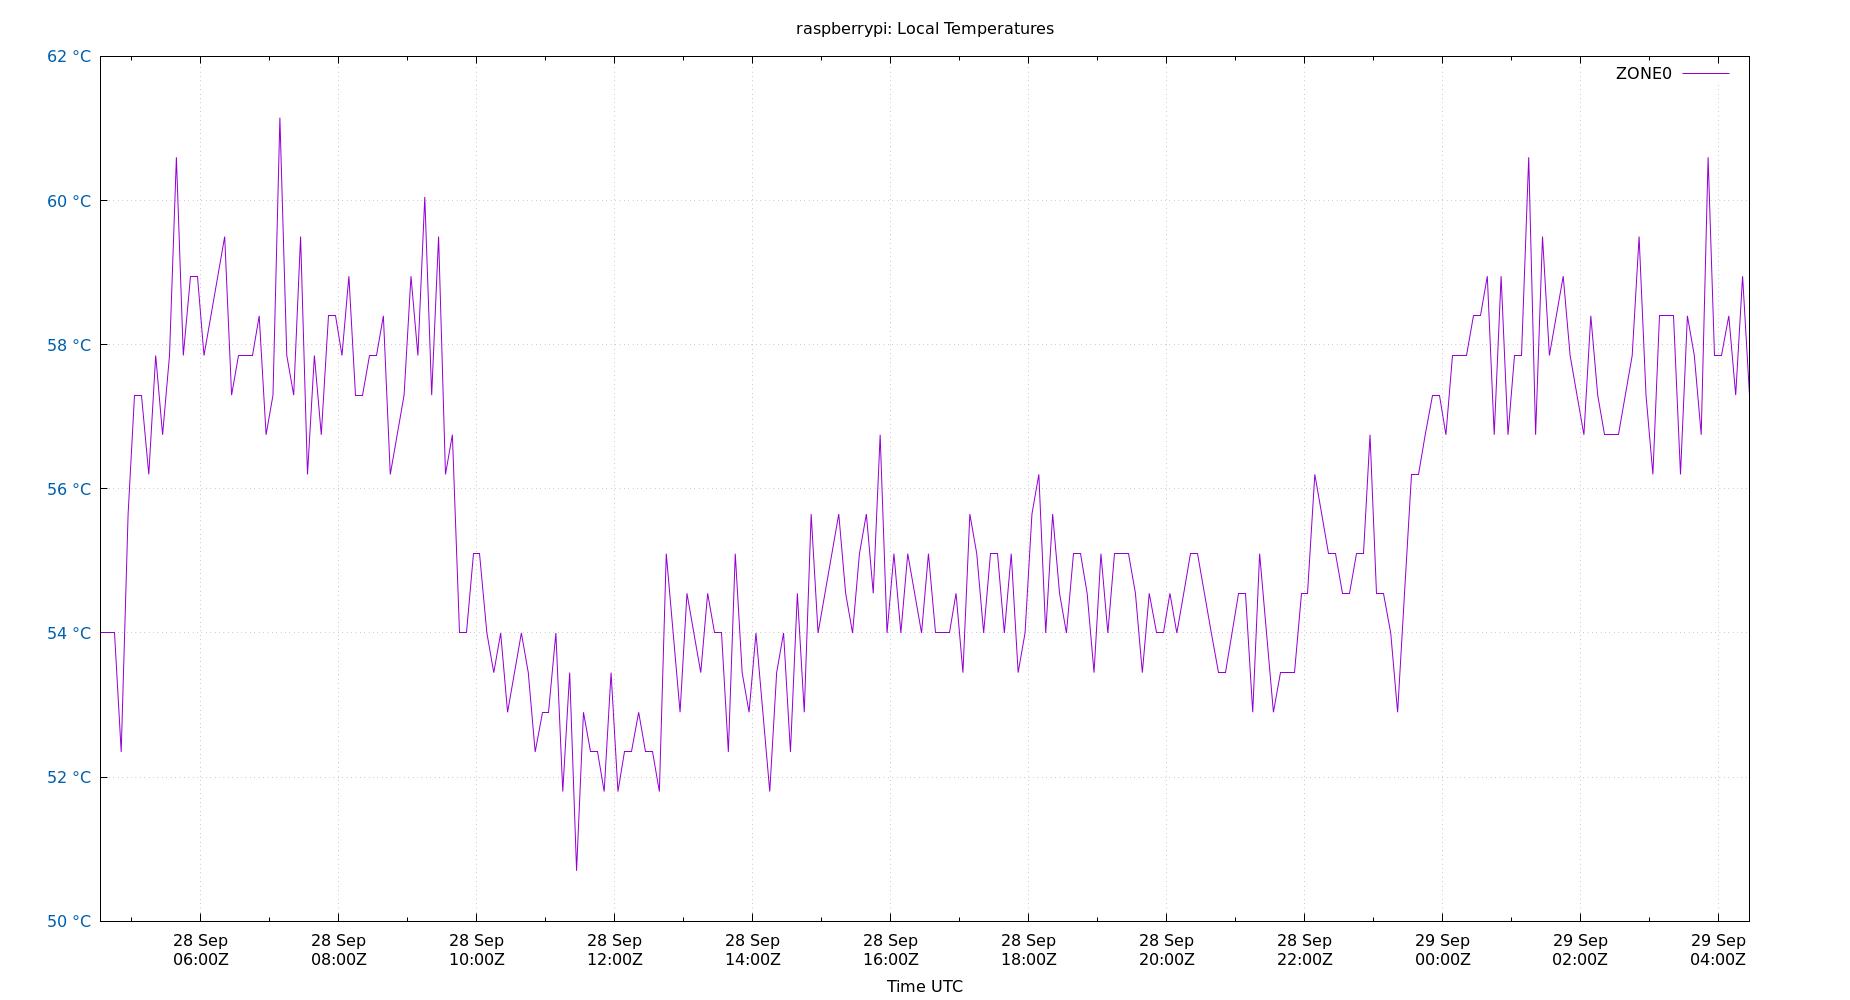 raspberrypi: Local Temperatures
ZONE0
62 °C
60 °C
58 °C
56 °C
54 °C
52 °C
50 °C
28 Sep 28 Sep 28 Sep 28 Sep 28 Sep 28 Sep 28 Sep 28 Sep 28 Sep 29 Sep 29 Sep 29 Sep
06:00Z 08:00Z 10:00Z 12:00Z 14:00Z 16:00Z 18:00Z 20:00Z 22:00Z 00:00Z 02:00Z 04:00Z
Time UTC